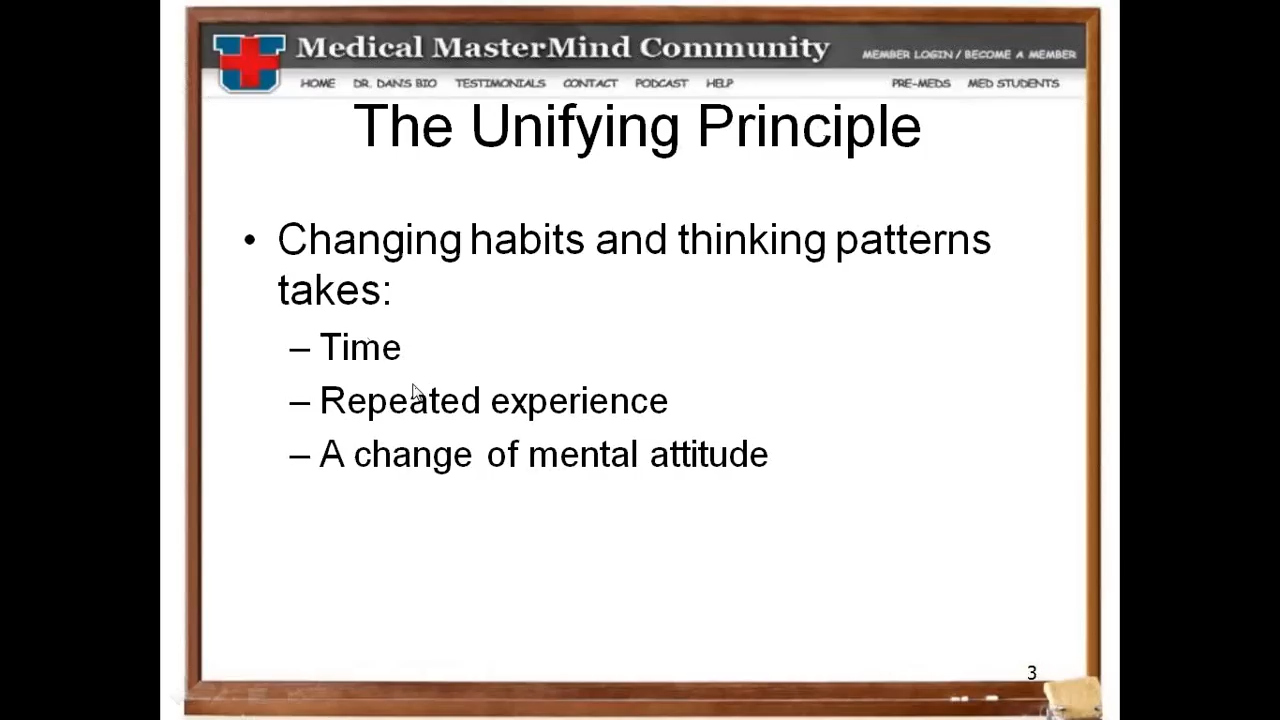 Medical MasterMind Community
MEMBER LOGIN / BECOME A MEMBER
HOME DR. DAN'S BIO TESTIMONIALS CONTACT PODCAST HELP PRE-MEDS MED STUDENTS
The Unifying Principle
• Changing habits and thinking patterns
takes:
– Time
– Repeated experience
– A change of mental attitude
3